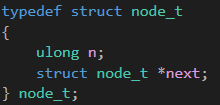 typedef struct node_t
{
    ulong n;
    struct node_t *next;
} node_t;